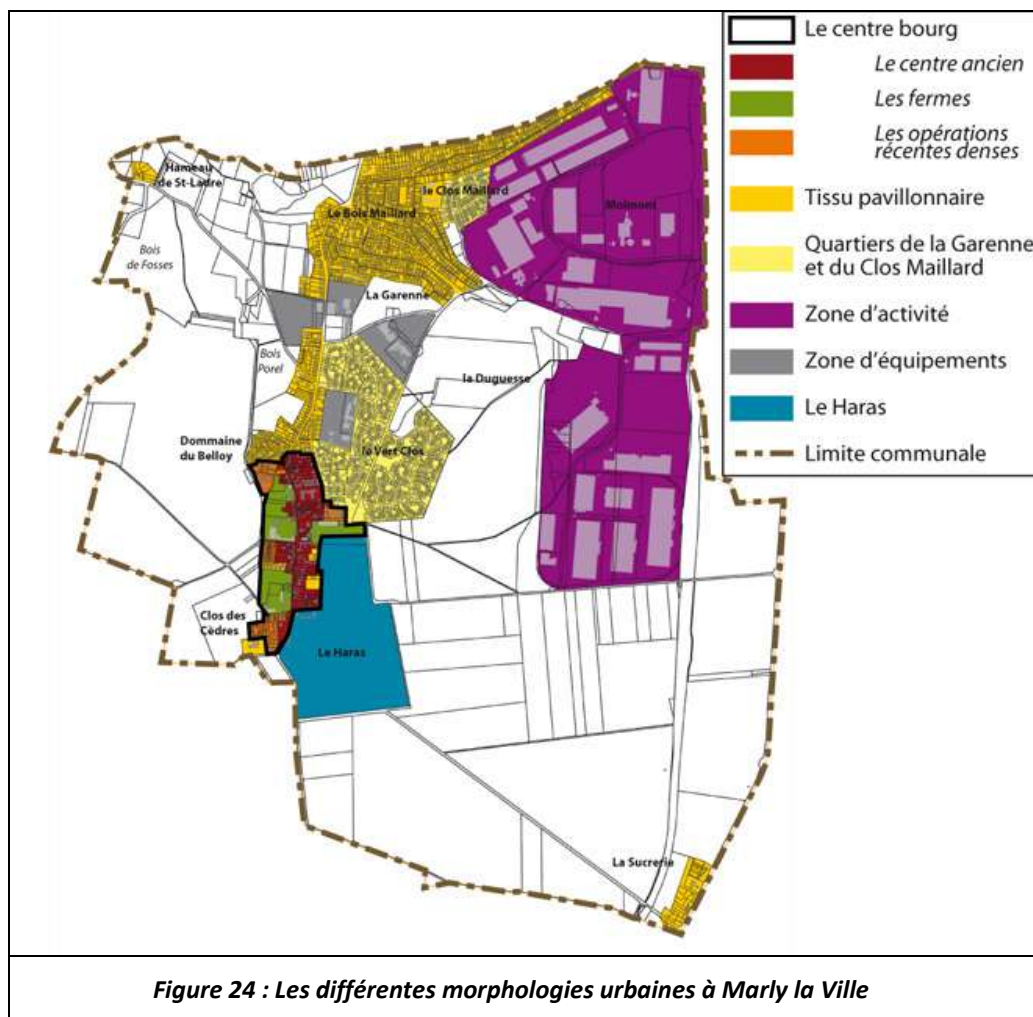 Le centre bourg
Le centre ancien
Les fermes
Les opérations
récentes denses
Tissu pavillonnaire
Quartiers de la Garenne
et du Clos Maillard
Zone d'activité
Zone d'équipements
Le Haras
Limite communale
Hameau
de St-Ladre
le Clos Maillard
Le Bois Maillard
Moimont
Bois
de Fosses
La Garenne
Bois
Porel
la Duguesse
Dommaine
du Belloy
le Vert Clos
Clos des
Cèdres
Le Haras
La Sucrerie
Figure 24 : Les différentes morphologies urbaines à Marly la Ville